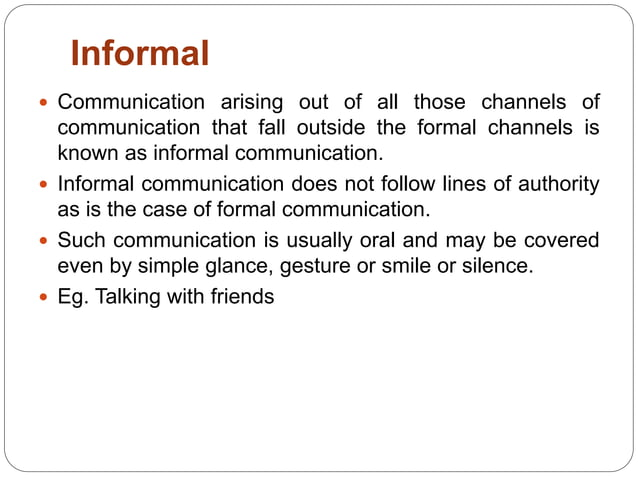 Informal
• Communication arising out of all those channels of
communication that fall outside the formal channels is
known as informal communication.
• Informal communication does not follow lines of authority
as is the case of formal communication.
• Such communication is usually oral and may be covered
even by simple glance, gesture or smile or silence.
• Eg. Talking with friends